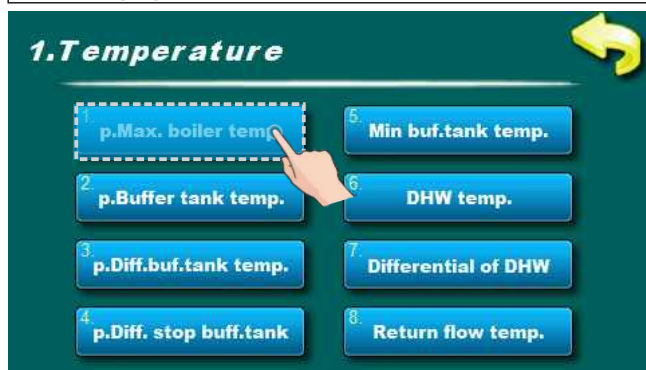 1.Temperature
1.
p.Max. boiler temp
5.
Min buf.tank temp.
2.
p.Buffer tank temp.
6.
DHW temp.
3.
p.Diff.buf.tank temp.
7.
Differential of DHW
4.
p.Diff. stop buff.tank
8.
Return flow temp.